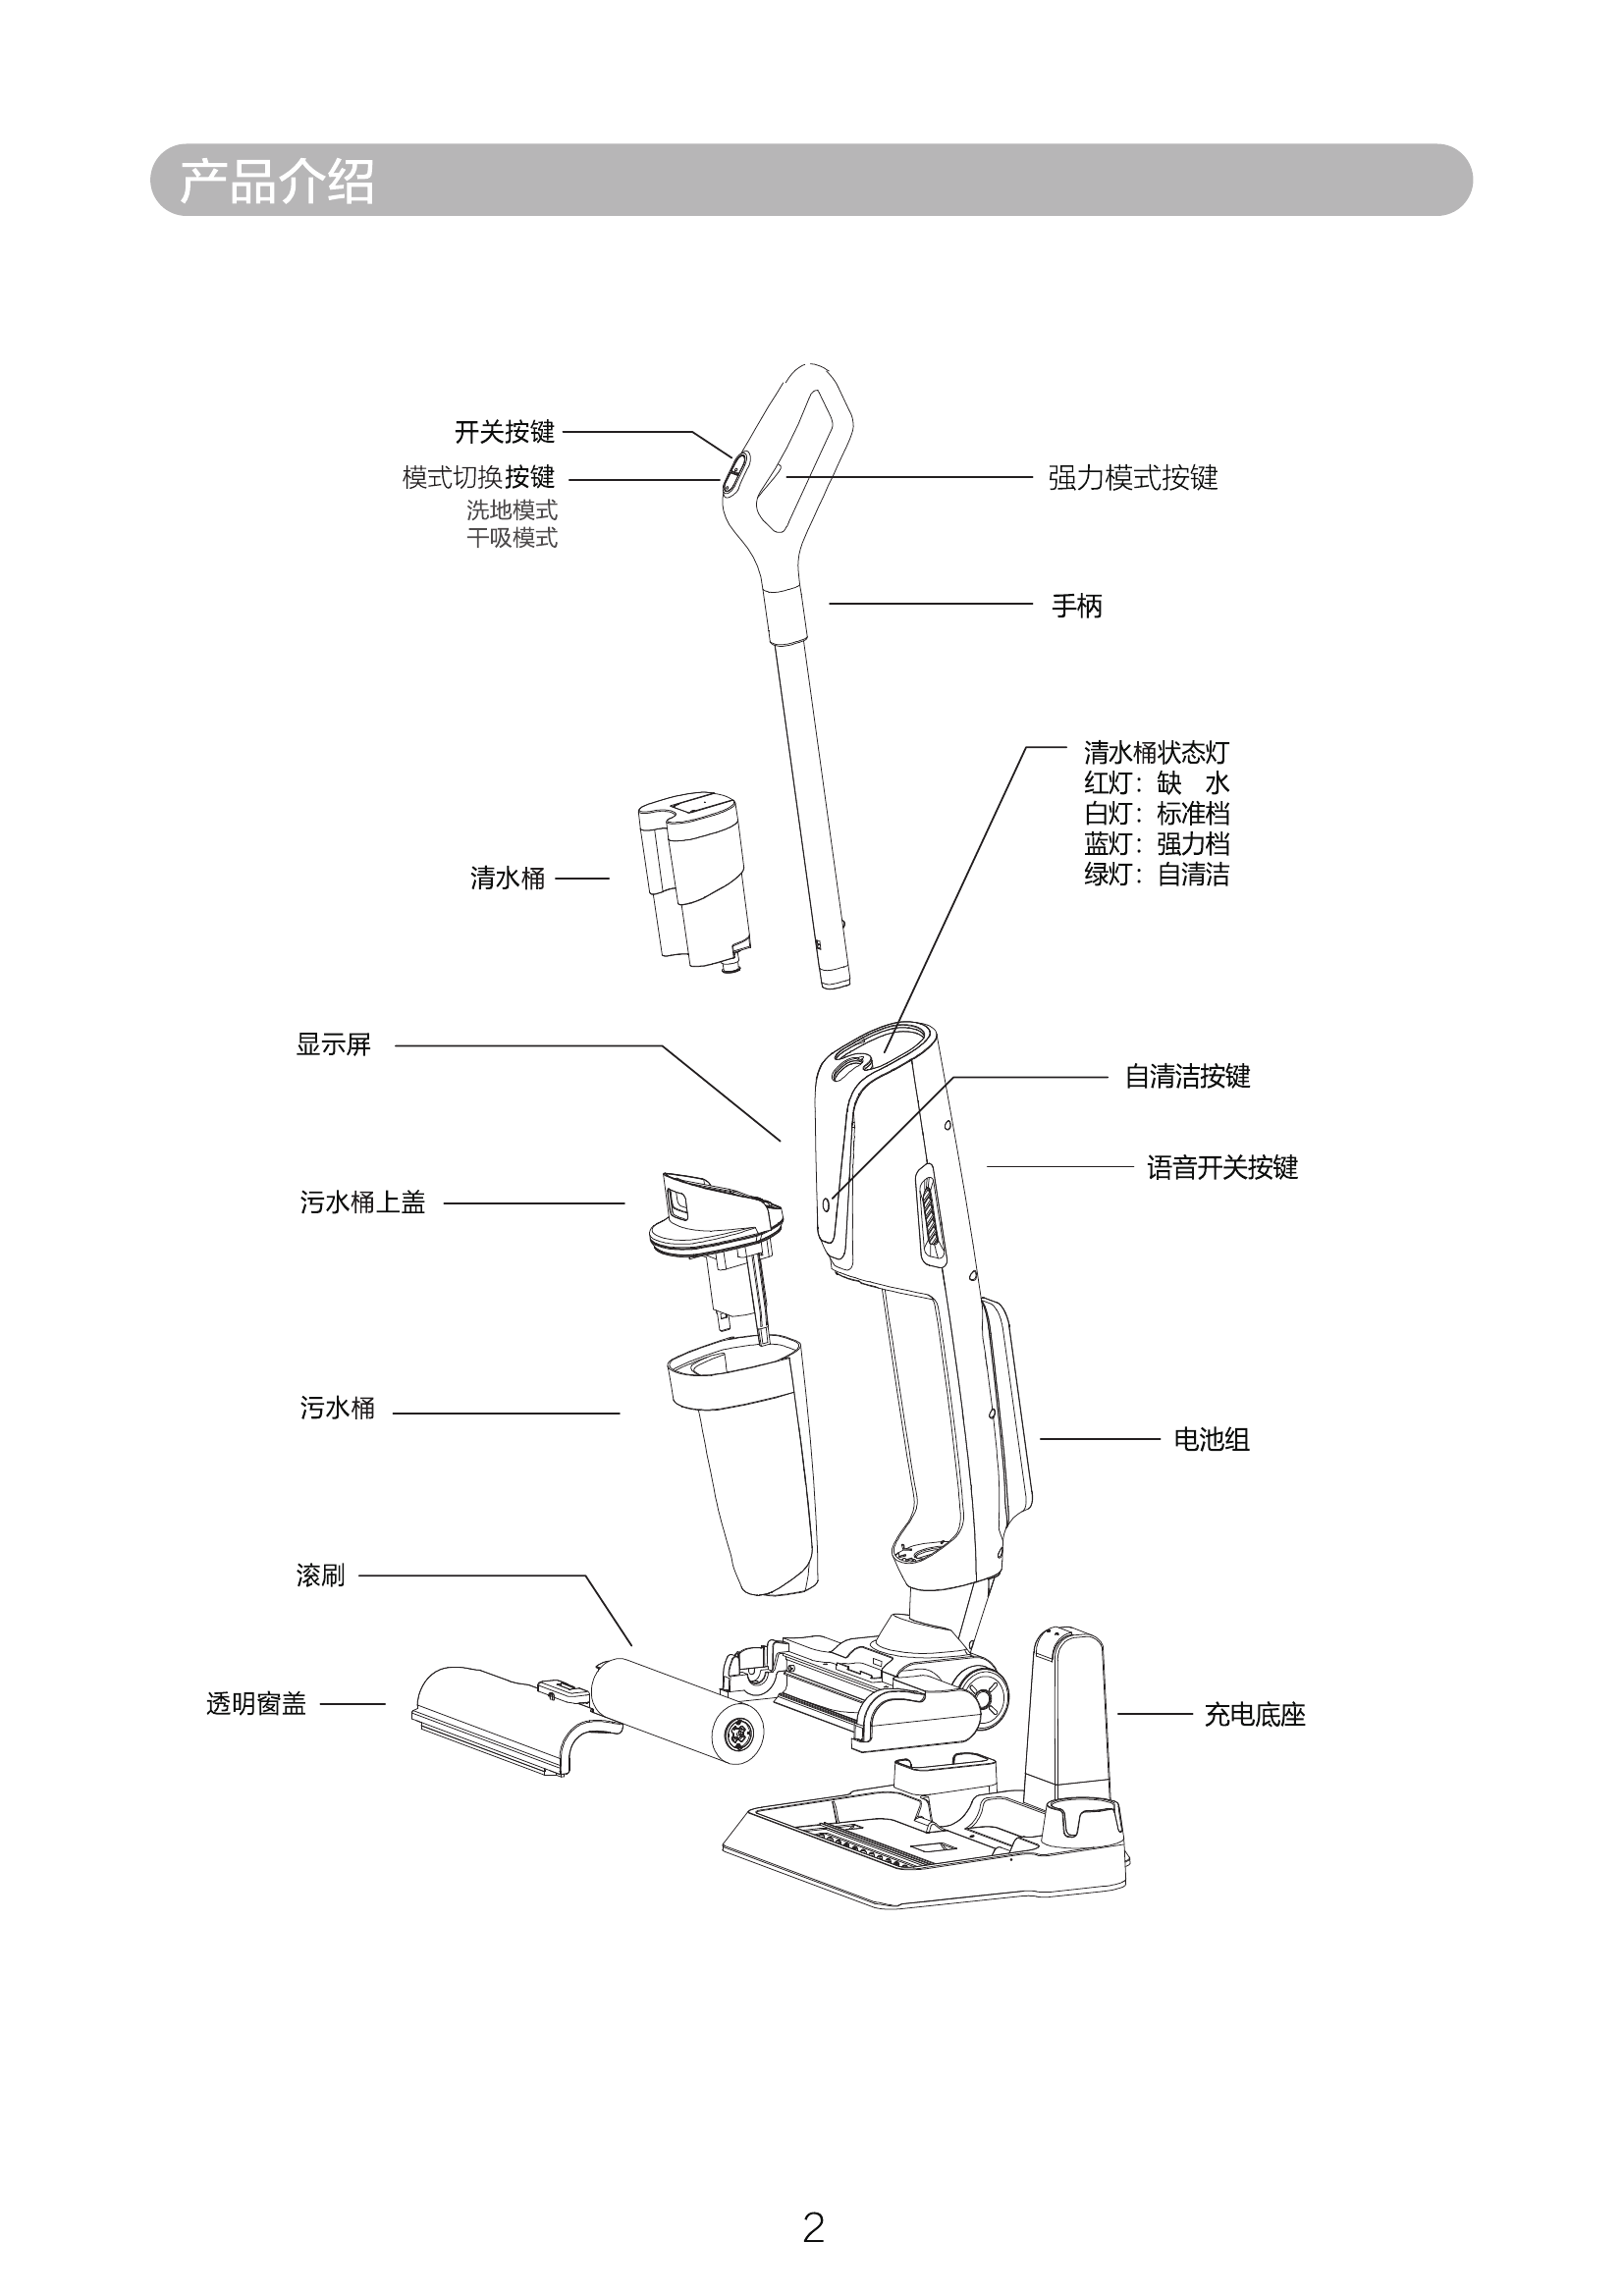 产品介绍
开关按键
模式切换按键
洗地模式
干吸模式
强力模式按键
手柄
清水桶状态灯
红灯：缺　水
白灯：标准档
蓝灯：强力档
绿灯：自清洁
清水桶
显示屏
自清洁按键
语音开关按键
污水桶上盖
污水桶
电池组
滚刷
透明窗盖
充电底座
2